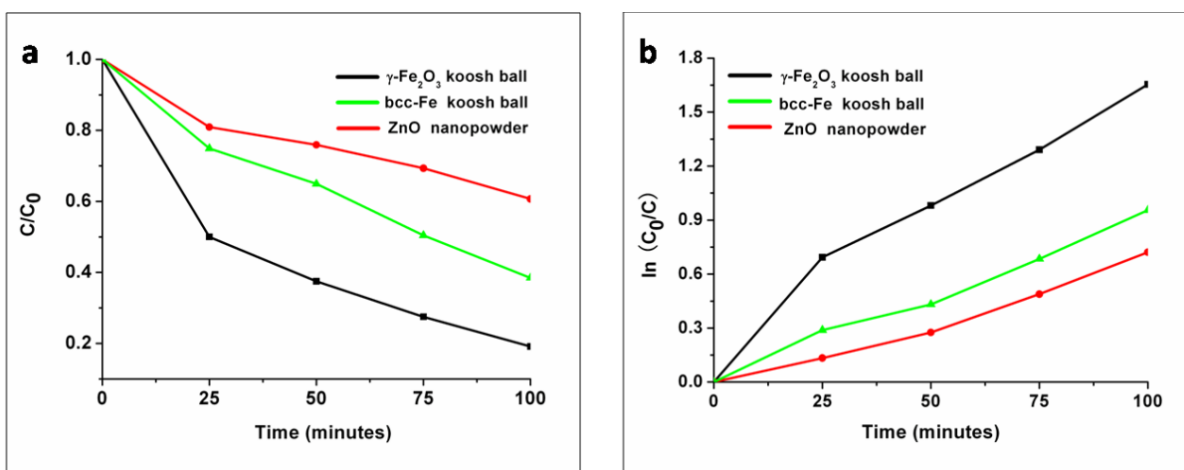 a
1.0
0.8
0.6
0.4
0.2
C/C₀
γ-Fe₂O₃ koosh ball
bcc-Fe koosh ball
ZnO nanopowder
0 25 50 75 100
Time (minutes)
b
1.8
1.5
1.2
0.9
0.6
0.3
0.0
ln (C₀/C)
γ-Fe₂O₃ koosh ball
bcc-Fe koosh ball
ZnO nanopowder
0 25 50 75 100
Time (minutes)